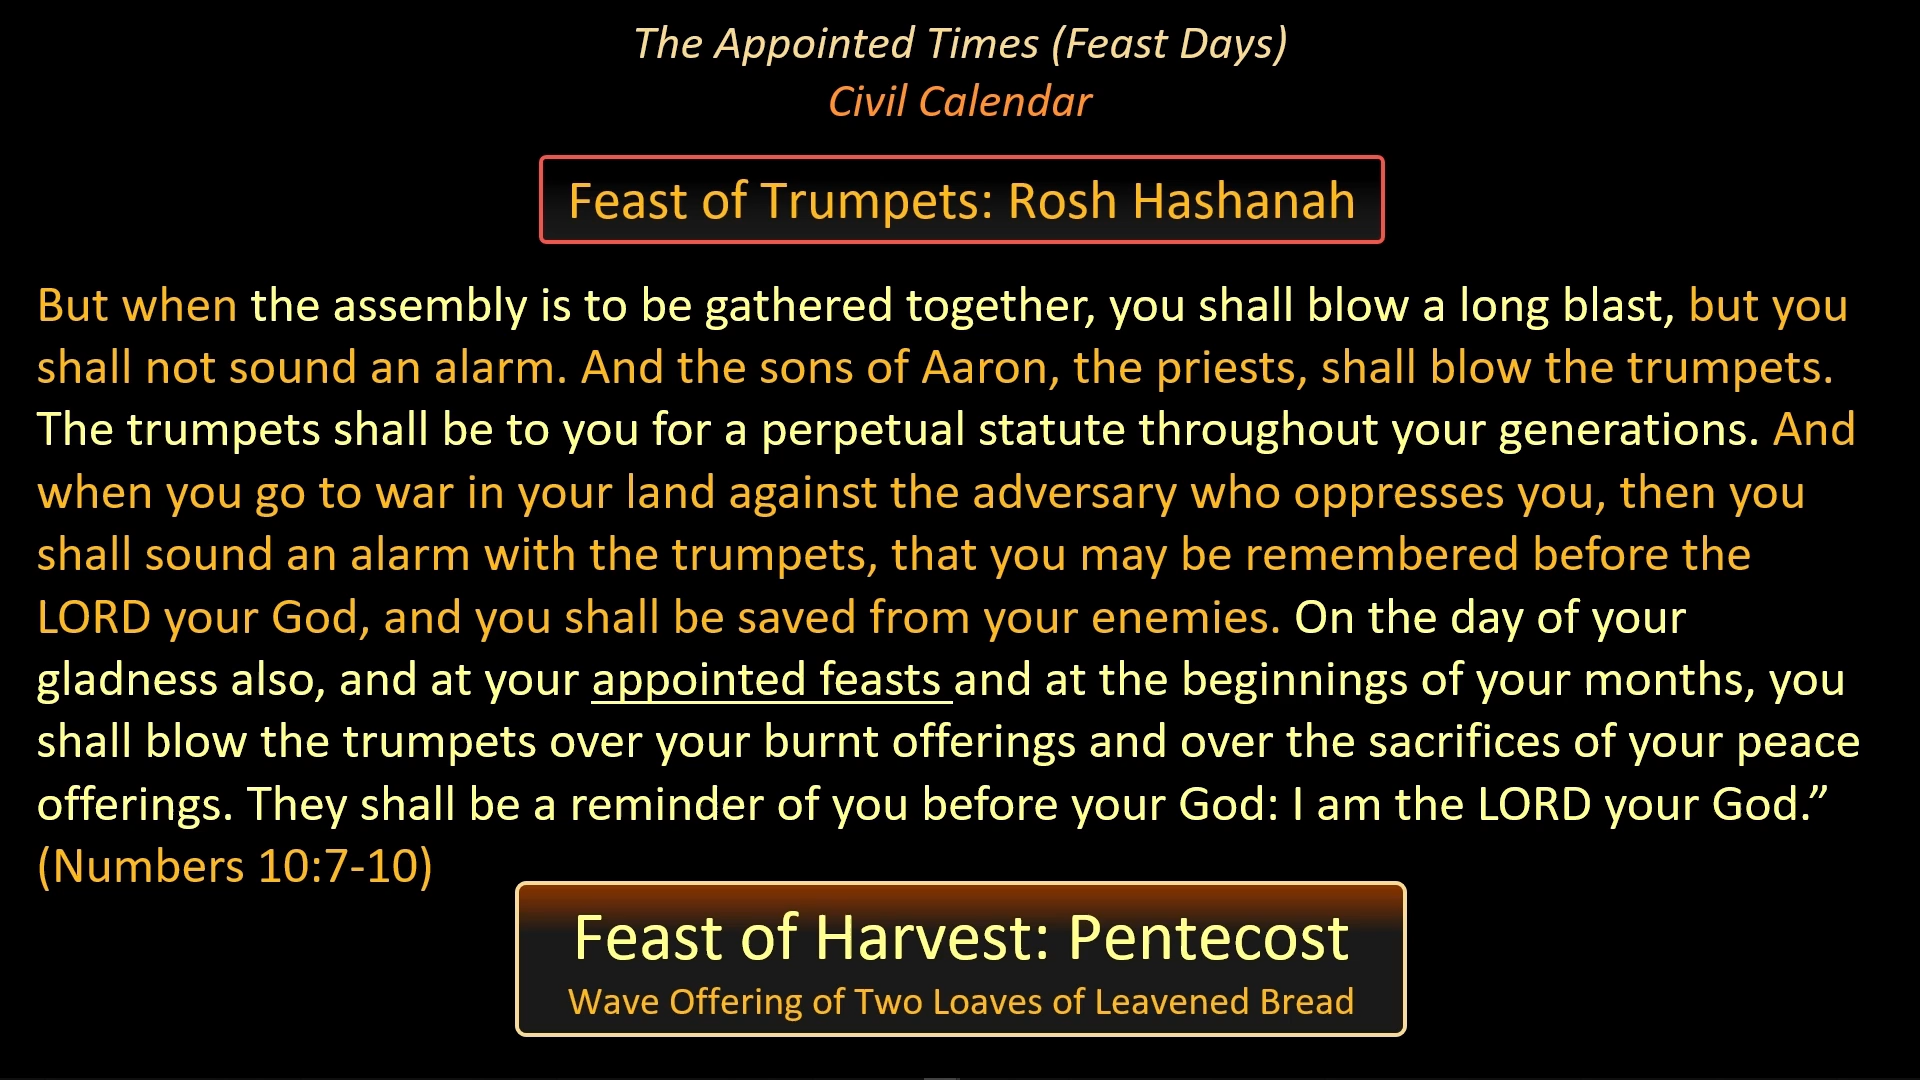 The Appointed Times (Feast Days)
Civil Calendar
Feast of Trumpets: Rosh Hashanah
But when the assembly is to be gathered together, you shall blow a long blast, but you
shall not sound an alarm. And the sons of Aaron, the priests, shall blow the trumpets.
The trumpets shall be to you for a perpetual statute throughout your generations. And
when you go to war in your land against the adversary who oppresses you, then you
shall sound an alarm with the trumpets, that you may be remembered before the
LORD your God, and you shall be saved from your enemies. On the day of your
gladness also, and at your appointed feasts and at the beginnings of your months, you
shall blow the trumpets over your burnt offerings and over the sacrifices of your peace
offerings. They shall be a reminder of you before your God: I am the LORD your God.”
(Numbers 10:7-10)
Feast of Harvest: Pentecost
Wave Offering of Two Loaves of Leavened Bread